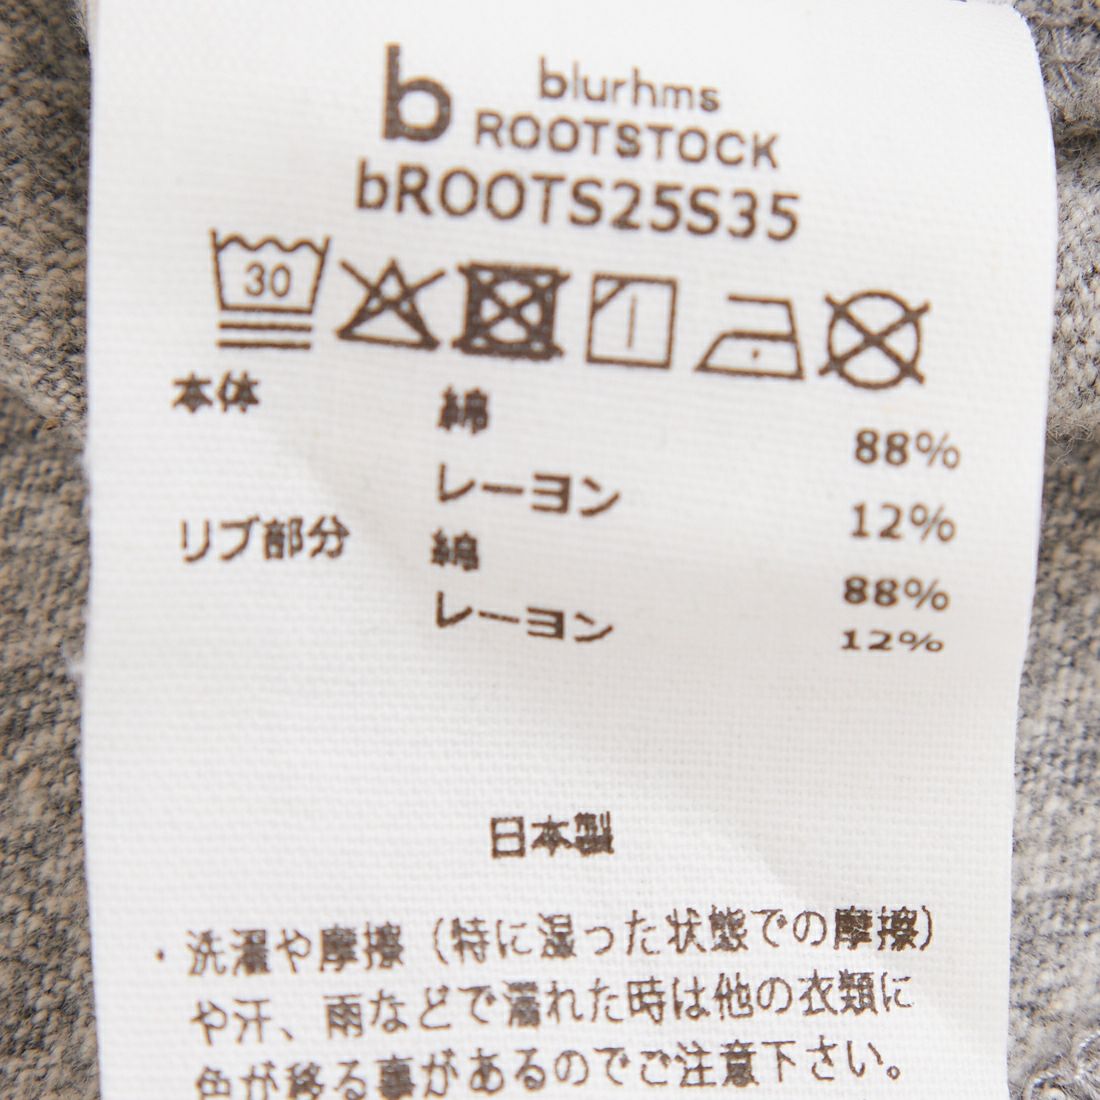 b blurhms
ROOTSTOCK
bROOTS25S35
30
本体 綿 88%
レーヨン 12%
リブ部分 綿 88%
レーヨン 12%
日本製
・洗濯や摩擦（特に湿った状態での摩擦）
や汗、雨などで濡れた時は他の衣類に
色が移る事があるのでご注意下さい。